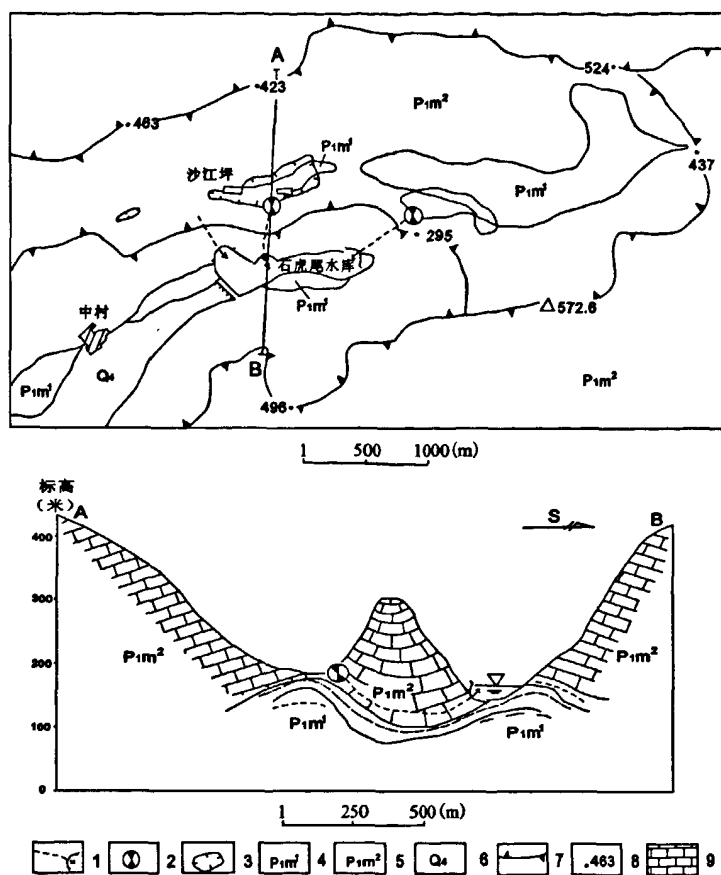 A
423
524
P₁m²
463
沙江坪
P₁m¹
P₁m¹
437
295
石虎尾水库
P₁m¹
中村
△572.6
B
P₁m¹
Q₄
P₁m²
496
1 500 1000(m)
标高
(米)
A
S
B
400
300
200
P₁m²
P₁m²
P₁m²
100
P₁m¹
P₁m¹
0
1 250 500(m)
1
2
3
P₁m¹ 4
P₁m² 5
Q₄ 6
7
.463 8
9